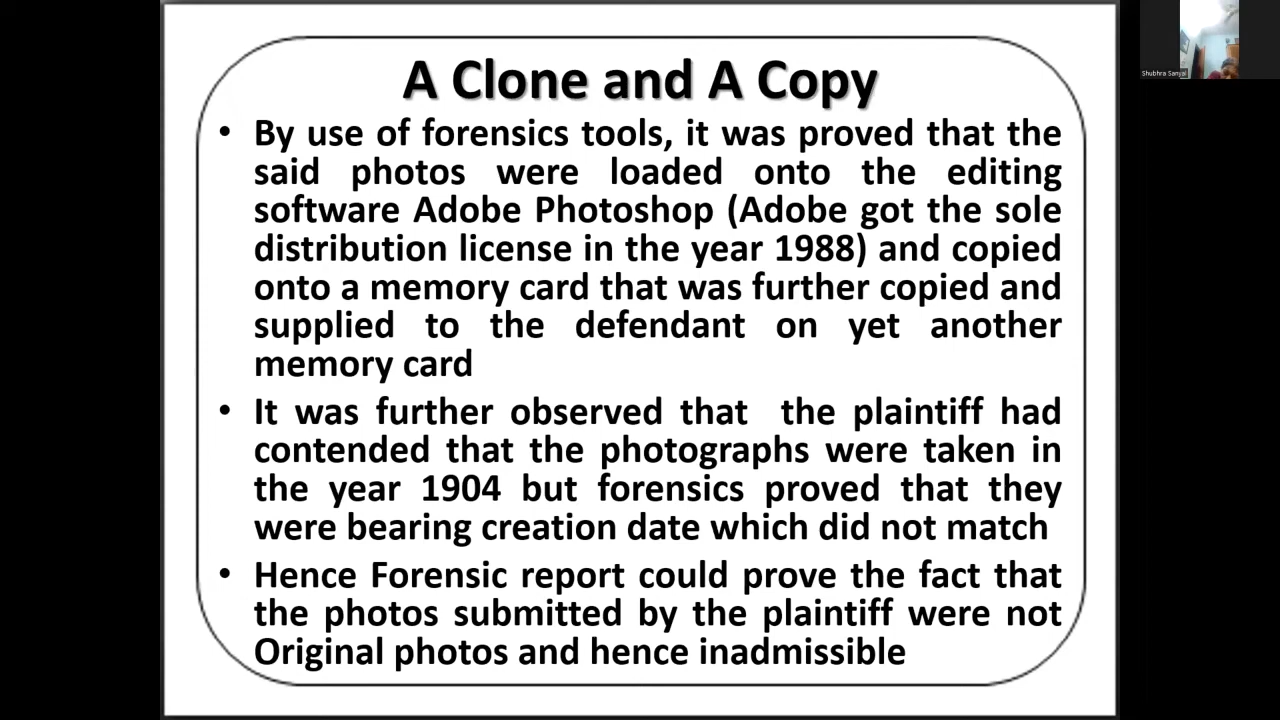 A Clone and A Copy
• By use of forensics tools, it was proved that the
said photos were loaded onto the editing
software Adobe Photoshop (Adobe got the sole
distribution license in the year 1988) and copied
onto a memory card that was further copied and
supplied to the defendant on yet another
memory card
• It was further observed that the plaintiff had
contended that the photographs were taken in
the year 1904 but forensics proved that they
were bearing creation date which did not match
• Hence Forensic report could prove the fact that
the photos submitted by the plaintiff were not
Original photos and hence inadmissible
Shubhra Sanyal